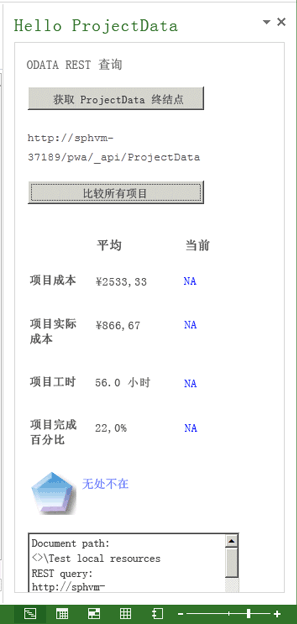 Hello ProjectData
ODATA REST 查询
获取 ProjectData 终结点
http://sphvm-
37189/pwa/_api/ProjectData
比较所有项目
平均 当前
项目成本 ¥2533,33 NA
项目实际
成本 ¥866,67 NA
项目工时 56.0 小时 NA
项目完成
百分比 22,0% NA
无处不在
Document path:
<>\Test local resources
REST query:
http://sphvm-